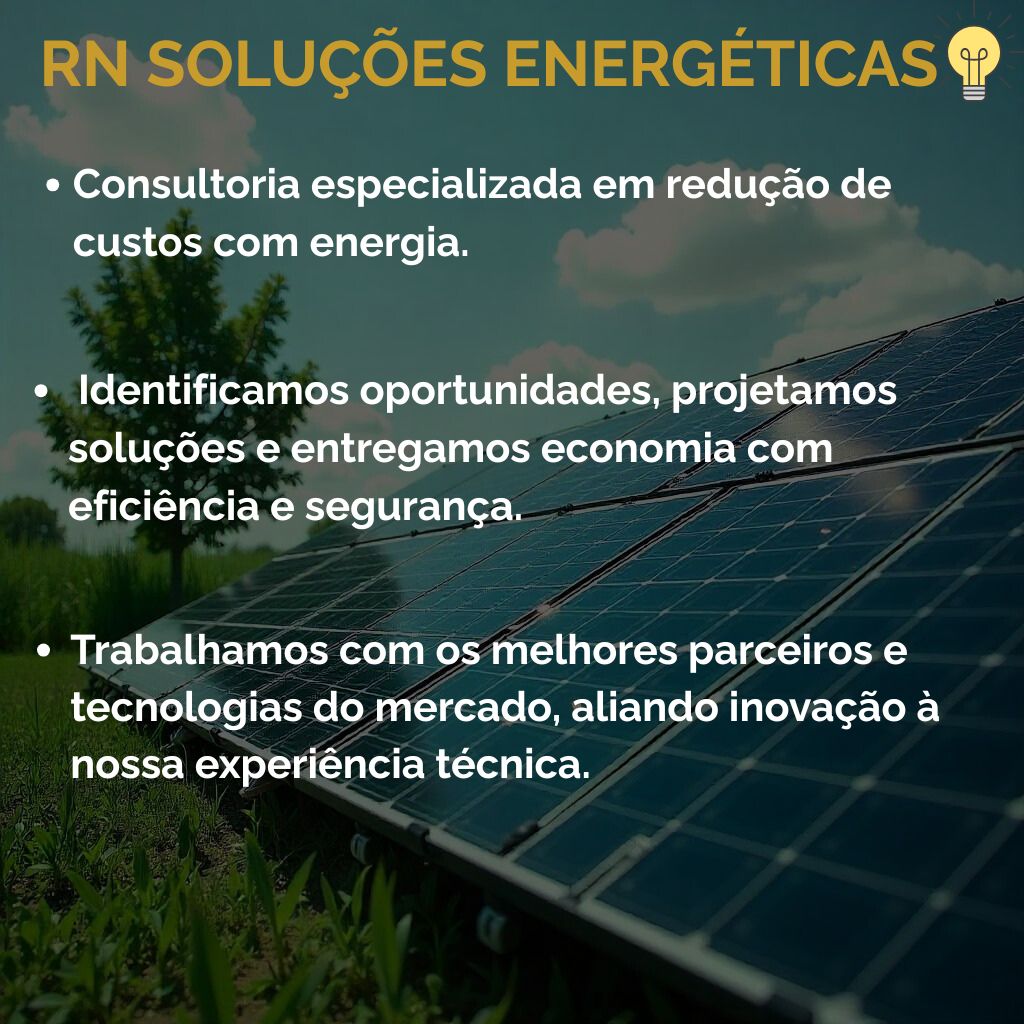 RN SOLUÇÕES ENERGÉTICAS
• Consultoria especializada em redução de
custos com energia.
• Identificamos oportunidades, projetamos
soluções e entregamos economia com
eficiência e segurança.
• Trabalhamos com os melhores parceiros e
tecnologias do mercado, aliando inovação à
nossa experiência técnica.